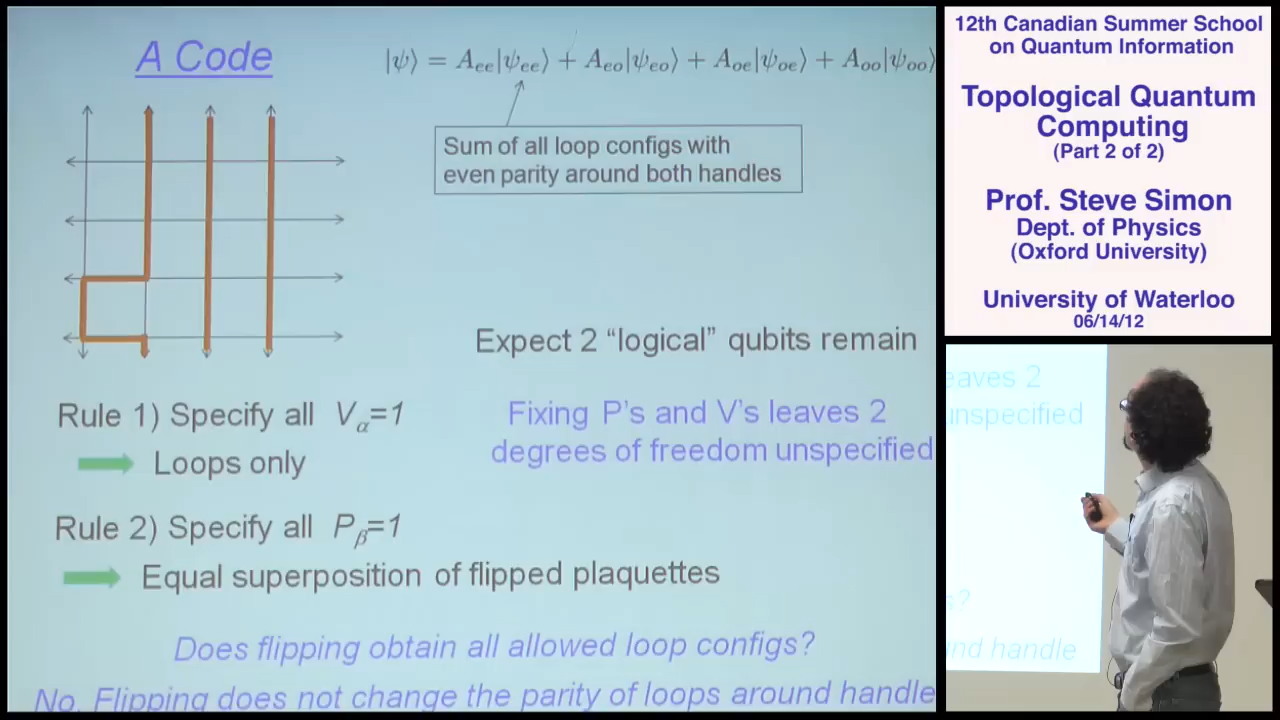 A Code
|ψ⟩ = A_ee|ψ_ee⟩ + A_eo|ψ_eo⟩ + A_oe|ψ_oe⟩ + A_oo|ψ_oo⟩
Sum of all loop configs with
even parity around both handles
Expect 2 “logical” qubits remain
Rule 1) Specify all V_α=1
Fixing P's and V's leaves 2
degrees of freedom unspecified
Loops only
Rule 2) Specify all P_β=1
Equal superposition of flipped plaquettes
Does flipping obtain all allowed loop configs?
No. Flipping does not change the parity of loops around handle
12th Canadian Summer School
on Quantum Information
Topological Quantum
Computing
(Part 2 of 2)
Prof. Steve Simon
Dept. of Physics
(Oxford University)
University of Waterloo
06/14/12
eaves 2
unspecified
s?
und handle